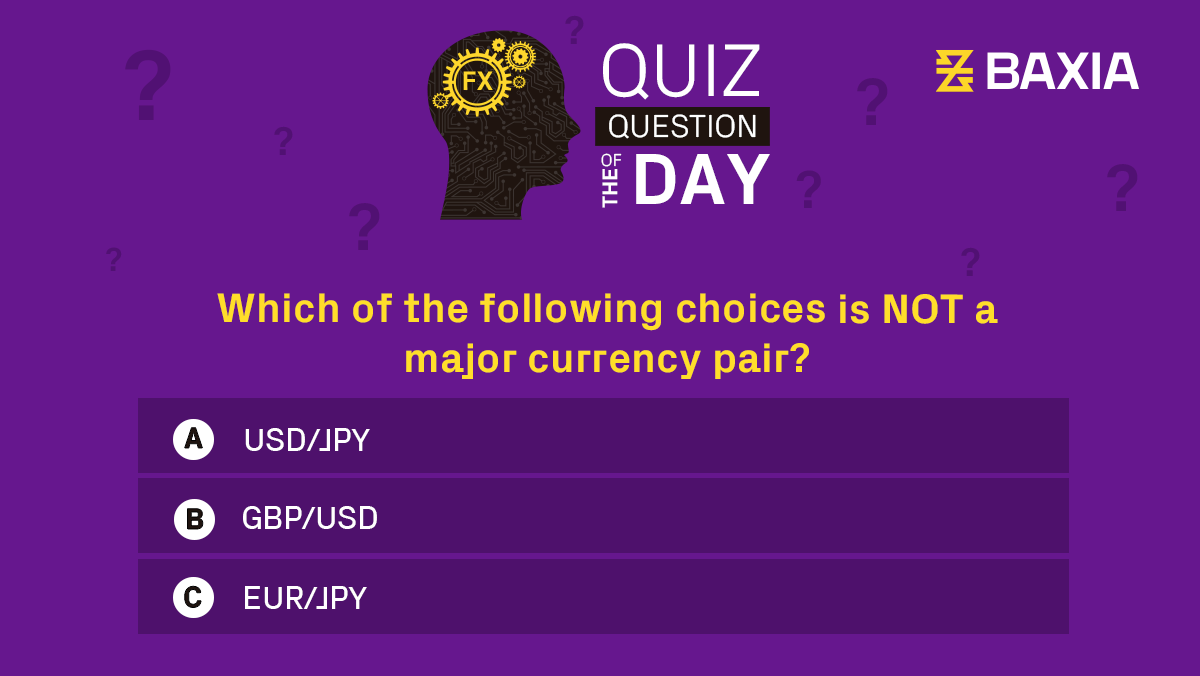 FX
QUIZ
QUESTION
OF THE
DAY
BAXIA
Which of the following choices is NOT a
major currency pair?
A USD/JPY
B GBP/USD
C EUR/JPY